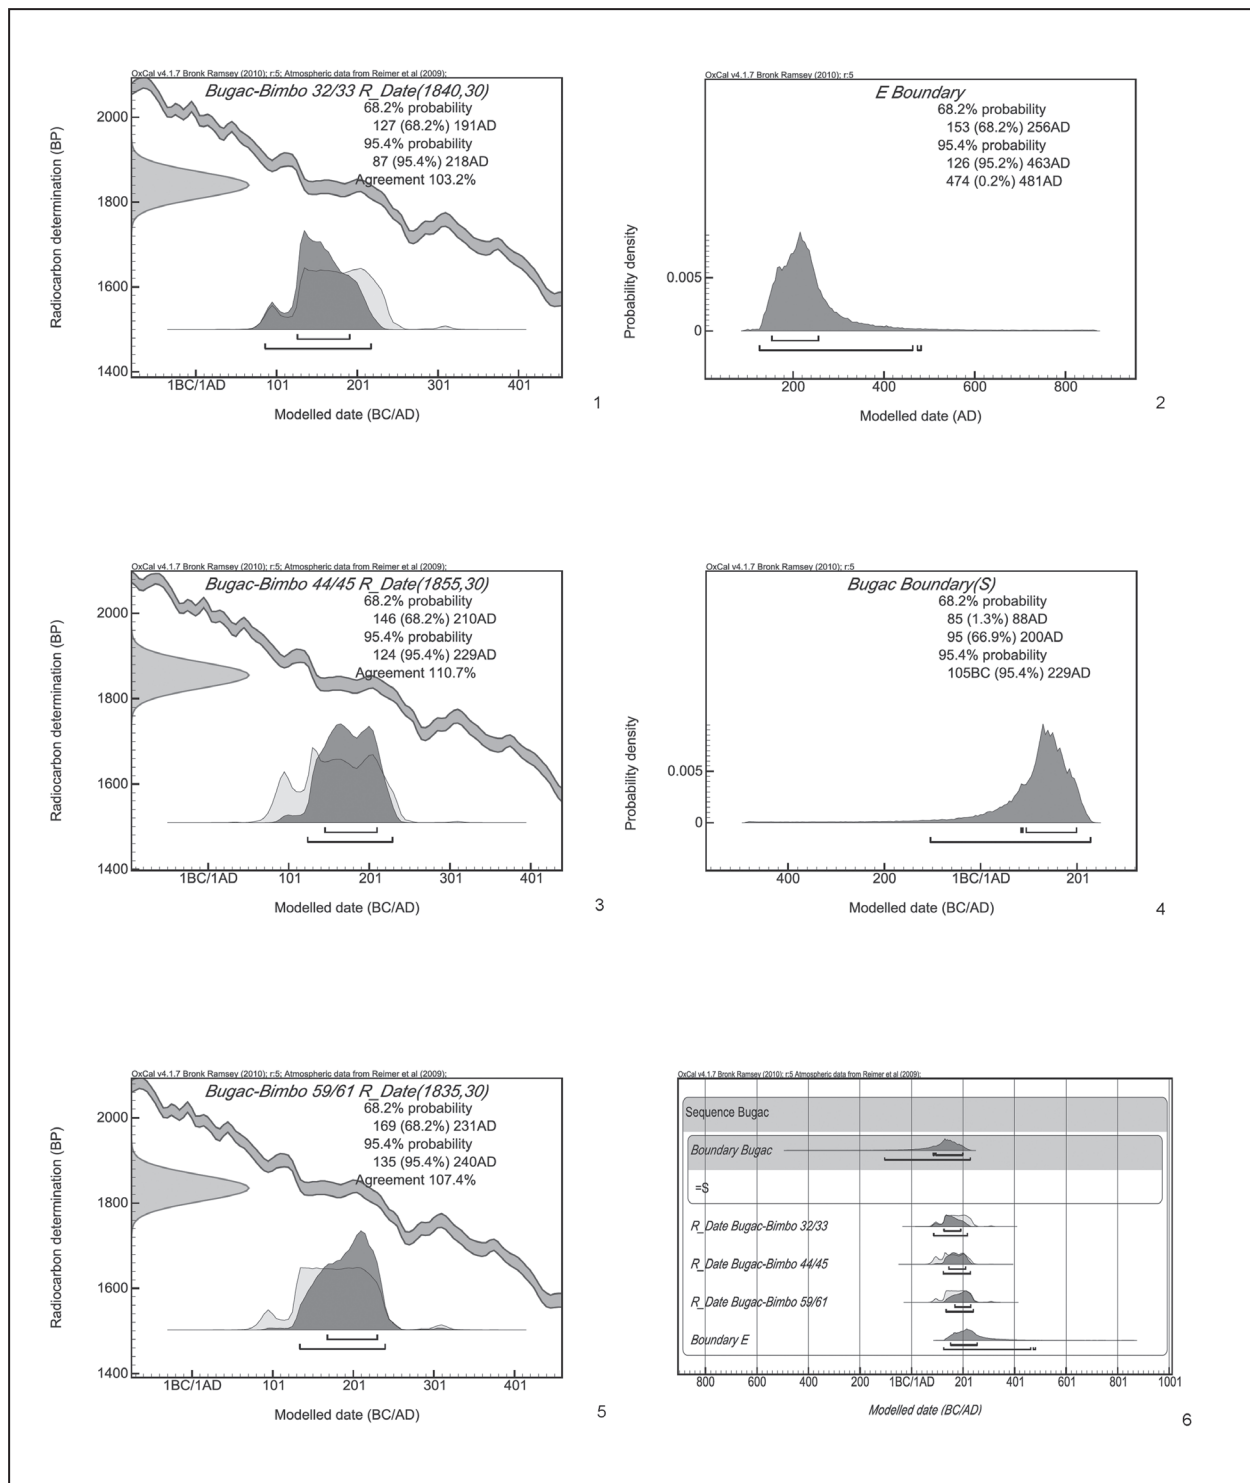 OxCal v4.1.7 Bronk Ramsey (2010); r:5; Atmospheric data from Reimer et al (2009);
Bugac-Bimbo 32/33 R_Date(1840,30)
68.2% probability
127 (68.2%) 191AD
95.4% probability
87 (95.4%) 218AD
Agreement 103.2%
Radiocarbon determination (BP)
2000
1800
1600
1400
1BC/1AD 101 201 301 401
Modelled date (BC/AD)
1
OxCal v4.1.7 Bronk Ramsey (2010); r:5
E Boundary
68.2% probability
153 (68.2%) 256AD
95.4% probability
126 (95.2%) 463AD
474 (0.2%) 481AD
Probability density
0.005
0
200 400 600 800
Modelled date (AD)
2
OxCal v4.1.7 Bronk Ramsey (2010); r:5; Atmospheric data from Reimer et al (2009);
Bugac-Bimbo 44/45 R_Date(1855,30)
68.2% probability
146 (68.2%) 210AD
95.4% probability
124 (95.4%) 229AD
Agreement 110.7%
Radiocarbon determination (BP)
2000
1800
1600
1400
1BC/1AD 101 201 301 401
Modelled date (BC/AD)
3
OxCal v4.1.7 Bronk Ramsey (2010); r:5
Bugac Boundary(S)
68.2% probability
85 (1.3%) 88AD
95 (66.9%) 200AD
95.4% probability
105BC (95.4%) 229AD
Probability density
0.005
0
400 200 1BC/1AD 201
Modelled date (BC/AD)
4
OxCal v4.1.7 Bronk Ramsey (2010); r:5; Atmospheric data from Reimer et al (2009);
Bugac-Bimbo 59/61 R_Date(1835,30)
68.2% probability
169 (68.2%) 231AD
95.4% probability
135 (95.4%) 240AD
Agreement 107.4%
Radiocarbon determination (BP)
2000
1800
1600
1400
1BC/1AD 101 201 301 401
Modelled date (BC/AD)
5
OxCal v4.1.7 Bronk Ramsey (2010); r:5 Atmospheric data from Reimer et al (2009);
Sequence Bugac
Boundary Bugac
=S
R_Date Bugac-Bimbo 32/33
R_Date Bugac-Bimbo 44/45
R_Date Bugac-Bimbo 59/61
Boundary E
800 600 400 200 1BC/1AD 201 401 601 801 1001
Modelled date (BC/AD)
6